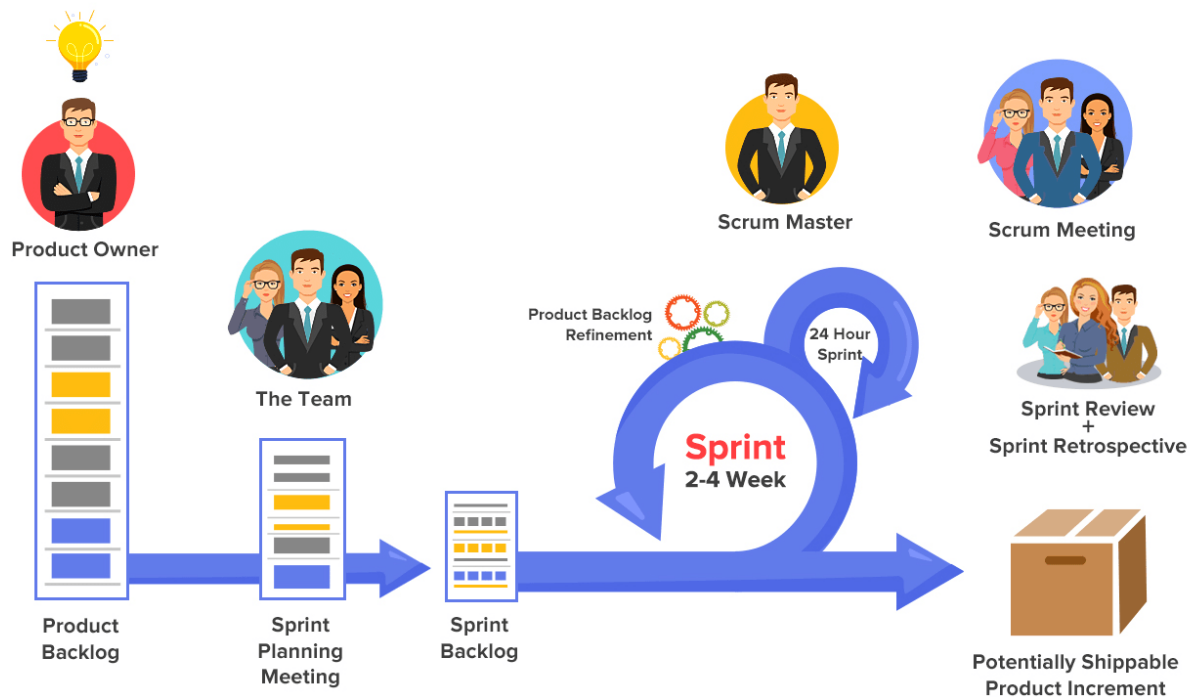 Product Owner
The Team
Scrum Master
Scrum Meeting
Product Backlog
Refinement
24 Hour
Sprint
Sprint
2-4 Week
Sprint Review
+
Sprint Retrospective
Product
Backlog
Sprint
Planning
Meeting
Sprint
Backlog
Potentially Shippable
Product Increment